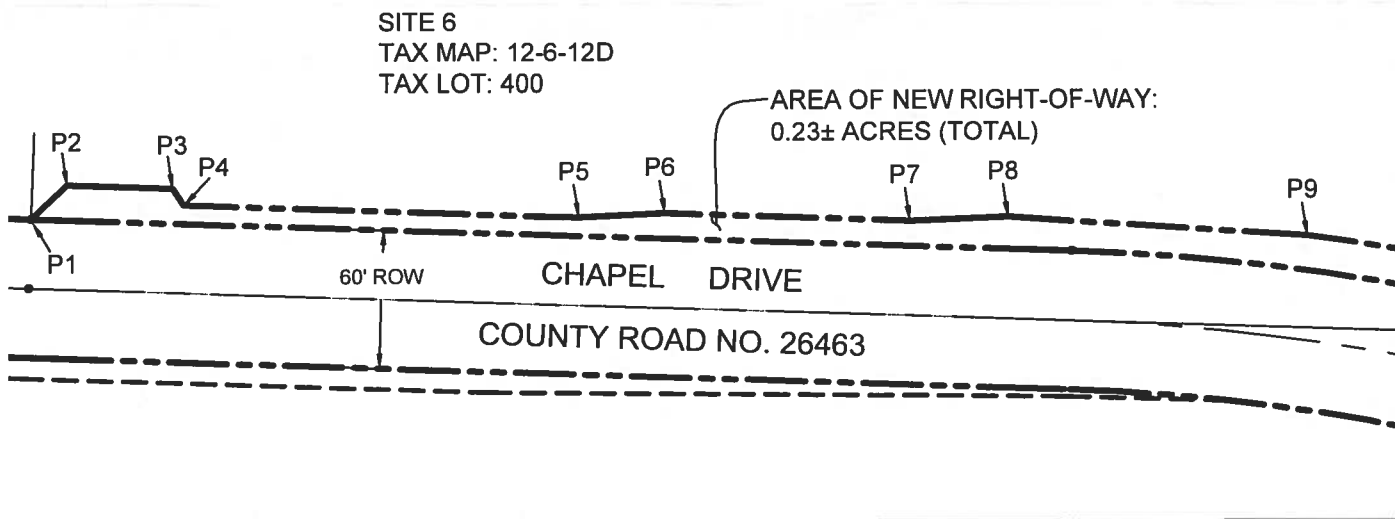 SITE 6
TAX MAP: 12-6-12D
TAX LOT: 400
AREA OF NEW RIGHT-OF-WAY:
0.23± ACRES (TOTAL)
P2
P3
P4
P5
P6
P7
P8
P9
P1
60' ROW
CHAPEL DRIVE
COUNTY ROAD NO. 26463